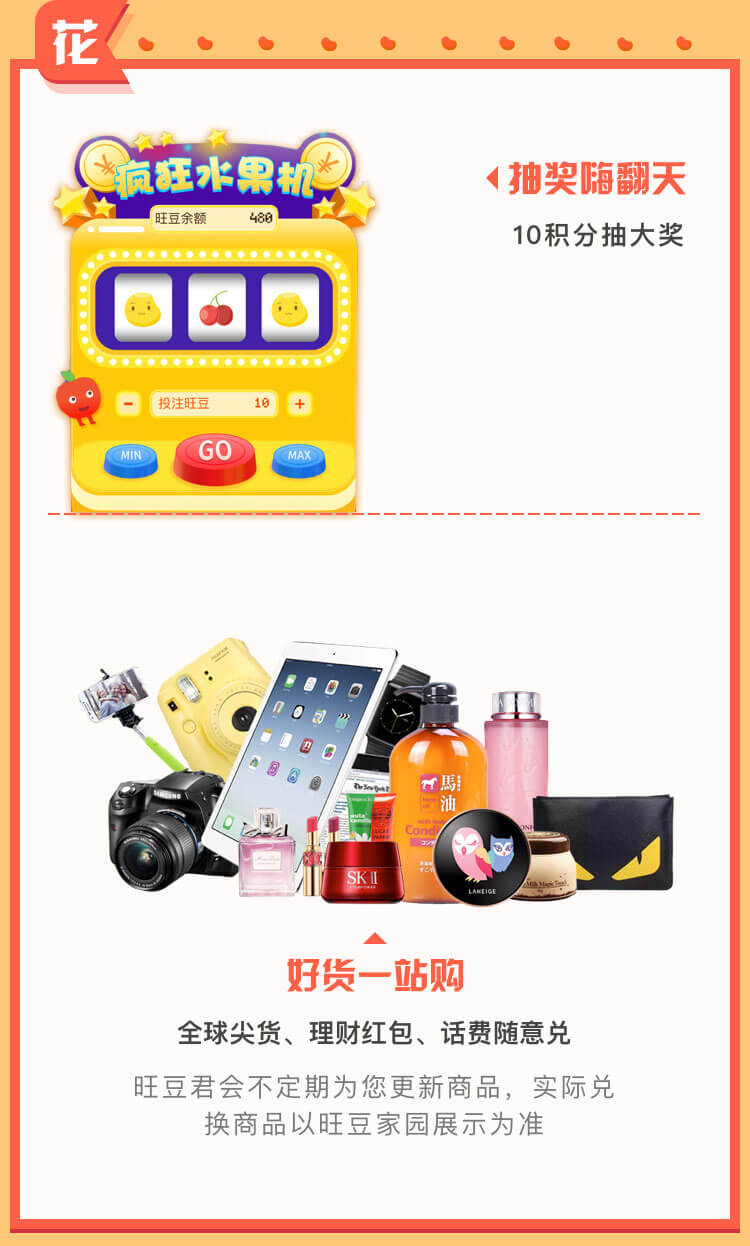 花
疯狂水果机
旺豆余额 480
抽奖嗨翻天
10积分抽大奖
- 投注旺豆 10 +
MIN GO MAX
SAMSUNG
馬
油
SK-II
LANEIGE
Milk Magic Touch
好货一站购
全球尖货、理财红包、话费随意兑
旺豆君会不定期为您更新商品，实际兑
换商品以旺豆家园展示为准